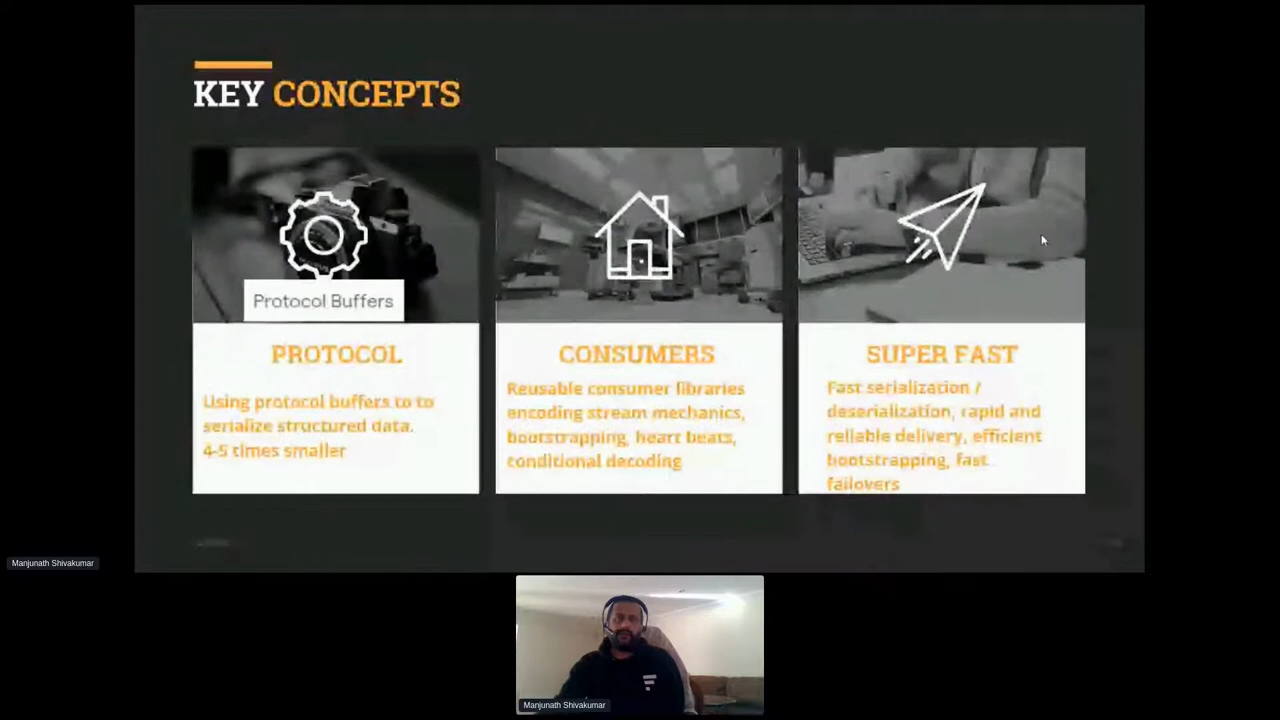 KEY CONCEPTS
Protocol Buffers
PROTOCOL
Using protocol buffers to to
serialize structured data.
4-5 times smaller
CONSUMERS
Reusable consumer libraries
encoding stream mechanics,
bootstrapping, heart beats,
conditional decoding
SUPER FAST
Fast serialization /
deserialization, rapid and
reliable delivery, efficient
bootstrapping, fast
failovers
Manjunath Shivakumar
Manjunath Shivakumar